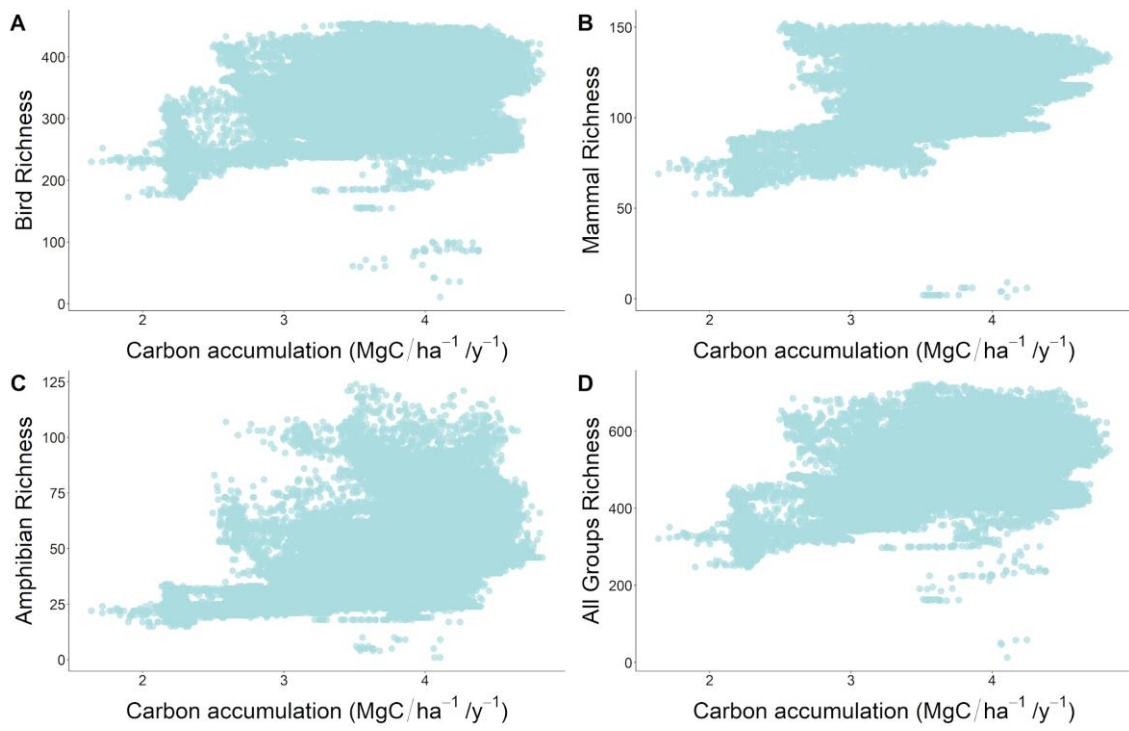 A
Bird Richness
400
300
200
100
0
2 3 4
Carbon accumulation (MgC/ha⁻¹/y⁻¹)
B
Mammal Richness
150
100
50
0
2 3 4
Carbon accumulation (MgC/ha⁻¹/y⁻¹)
C
Amphibian Richness
125
100
75
50
25
0
2 3 4
Carbon accumulation (MgC/ha⁻¹/y⁻¹)
D
All Groups Richness
600
400
200
0
2 3 4
Carbon accumulation (MgC/ha⁻¹/y⁻¹)